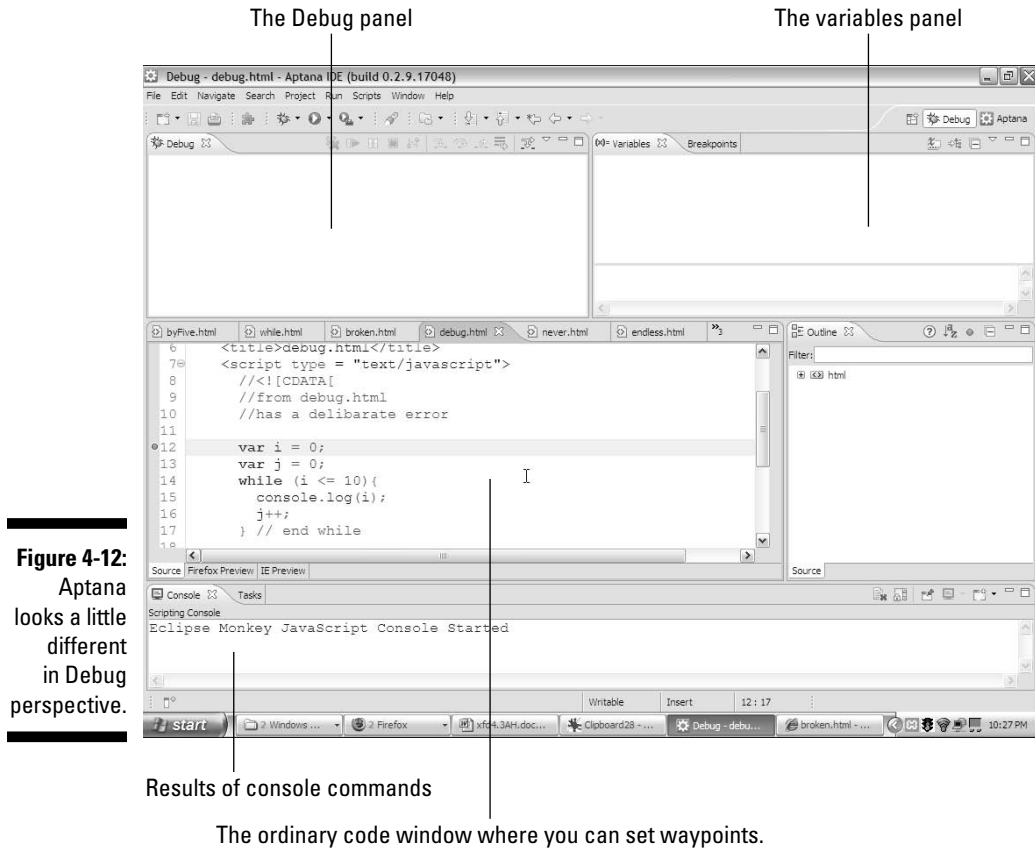 The Debug panel
The variables panel
Debug - debug.html - Aptana IDE (build 0.2.9.17048)
File Edit Navigate Search Project Run Scripts Window Help
Debug Aptana
Debug
(x)= Variables Breakpoints
byFive.html while.html broken.html debug.html never.html endless.html »3
Outline
Filter:
html
6 <title>debug.html</title>
7 <script type = "text/javascript">
8 //<![CDATA[
9 //from debug.html
10 //has a delibarate error
11
12 var i = 0;
13 var j = 0;
14 while (i <= 10){
15 console.log(i);
16 j++;
17 } // end while
18
Source Firefox Preview IE Preview
Source
Console Tasks
Scripting Console
Eclipse Monkey JavaScript Console Started
Writable Insert 12 : 17
start 2 Windows ... 2 Firefox xfd4.3AH.doc... Clipboard28 - ... Debug - debu... broken.html - ... 10:27 PM
Figure 4-12:
Aptana
looks a little
different
in Debug
perspective.
Results of console commands
The ordinary code window where you can set waypoints.